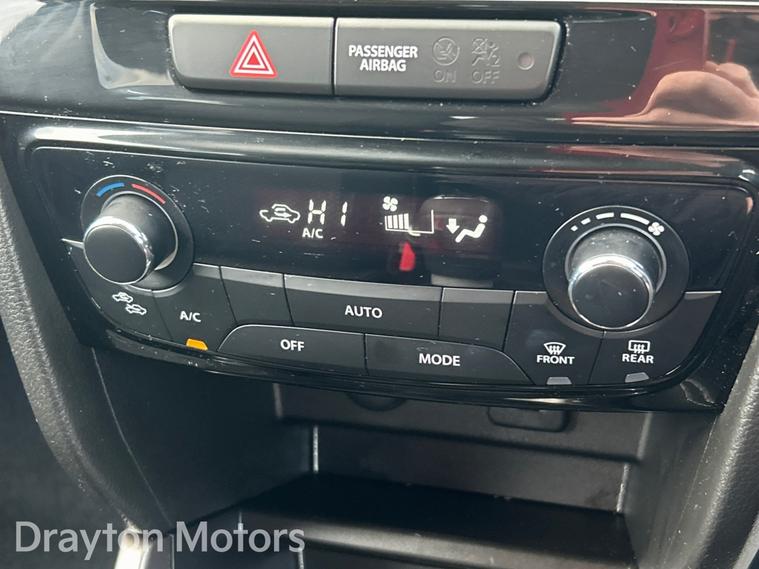 PASSENGER
AIRBAG
ON
OFF
HI
A/C
A/C
AUTO
OFF
MODE
FRONT
REAR
Drayton Motors